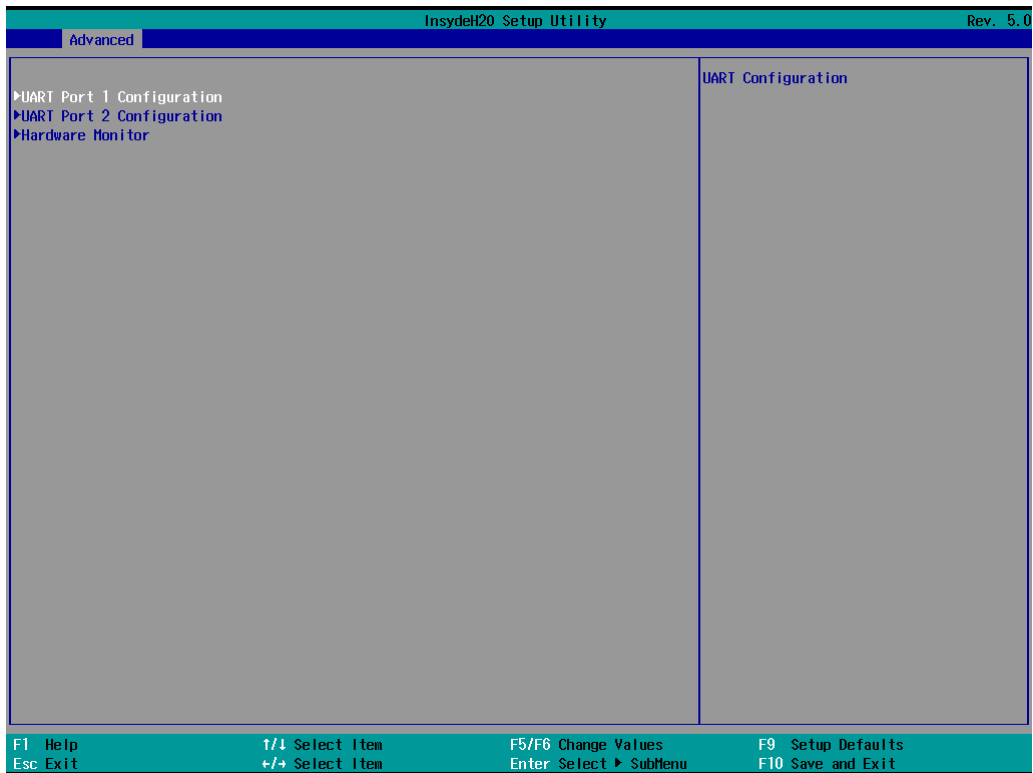 InsydeH20 Setup Utility Rev. 5.0
Advanced
UART Configuration
▶UART Port 1 Configuration
▶UART Port 2 Configuration
▶Hardware Monitor
F1 Help ↑/↓ Select Item F5/F6 Change Values F9 Setup Defaults
Esc Exit ←/→ Select Item Enter Select ▶ SubMenu F10 Save and Exit